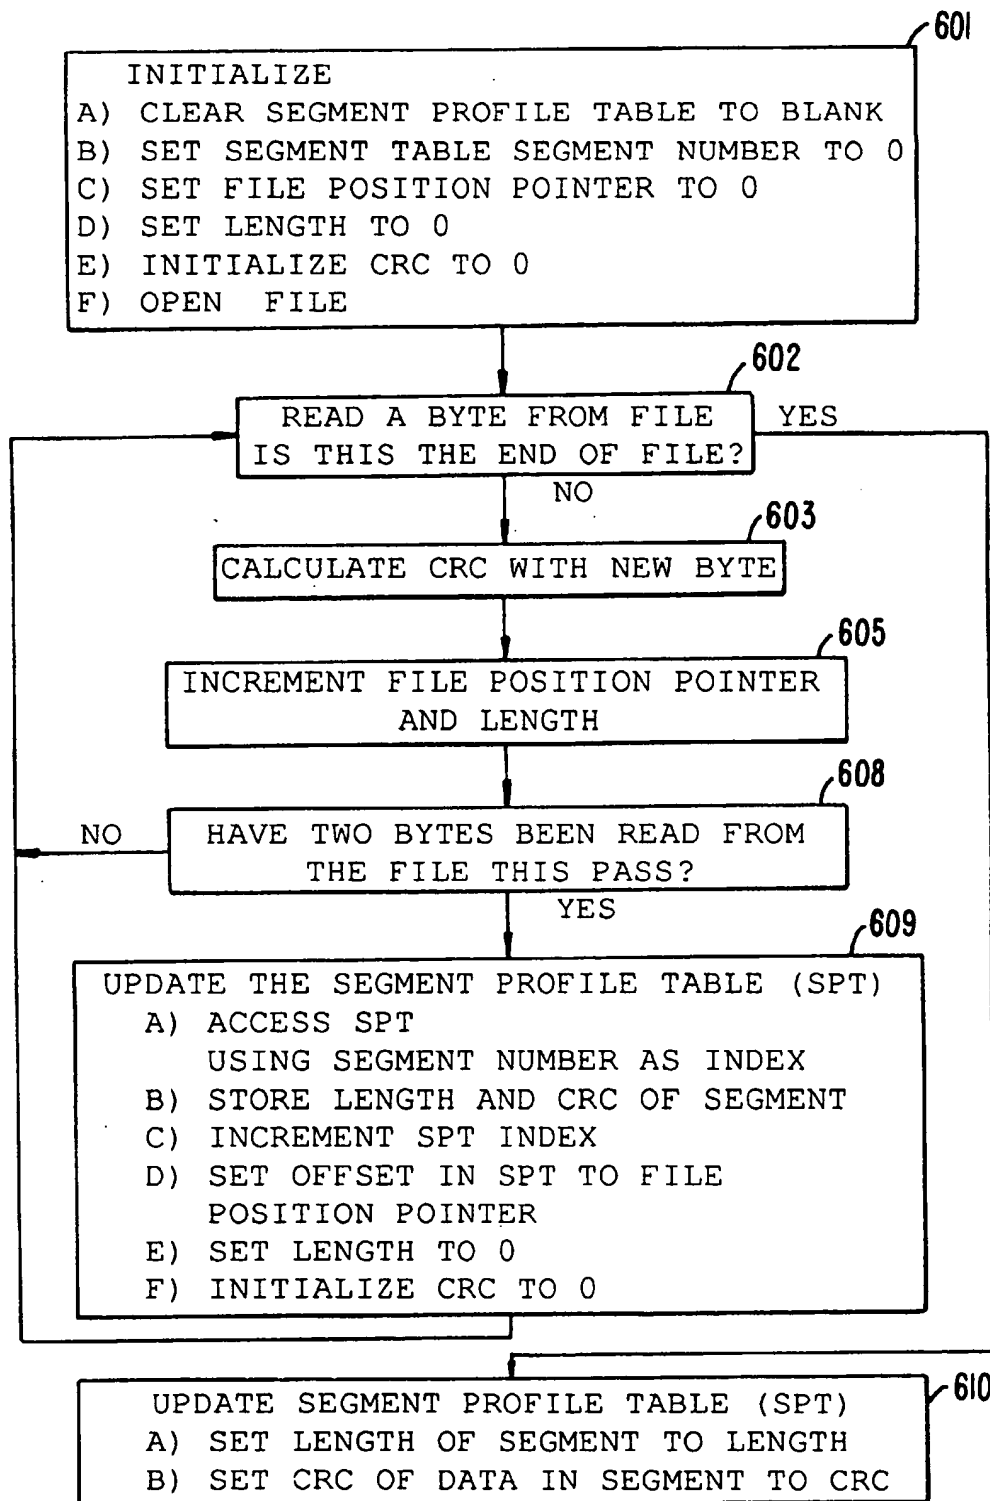 601
INITIALIZE
A) CLEAR SEGMENT PROFILE TABLE TO BLANK
B) SET SEGMENT TABLE SEGMENT NUMBER TO 0
C) SET FILE POSITION POINTER TO 0
D) SET LENGTH TO 0
E) INITIALIZE CRC TO 0
F) OPEN FILE
602
READ A BYTE FROM FILE
IS THIS THE END OF FILE?
YES
NO
603
CALCULATE CRC WITH NEW BYTE
605
INCREMENT FILE POSITION POINTER
AND LENGTH
608
HAVE TWO BYTES BEEN READ FROM
THE FILE THIS PASS?
NO
YES
609
UPDATE THE SEGMENT PROFILE TABLE (SPT)
A) ACCESS SPT
USING SEGMENT NUMBER AS INDEX
B) STORE LENGTH AND CRC OF SEGMENT
C) INCREMENT SPT INDEX
D) SET OFFSET IN SPT TO FILE
POSITION POINTER
E) SET LENGTH TO 0
F) INITIALIZE CRC TO 0
610
UPDATE SEGMENT PROFILE TABLE (SPT)
A) SET LENGTH OF SEGMENT TO LENGTH
B) SET CRC OF DATA IN SEGMENT TO CRC